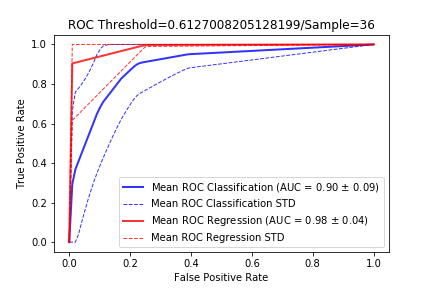 ROC Threshold=0.6127008205128199/Sample=36
True Positive Rate
1.0
0.8
0.6
0.4
0.2
0.0
Mean ROC Classification (AUC = 0.90 ± 0.09)
Mean ROC Classification STD
Mean ROC Regression (AUC = 0.98 ± 0.04)
Mean ROC Regression STD
0.0 0.2 0.4 0.6 0.8 1.0
False Positive Rate